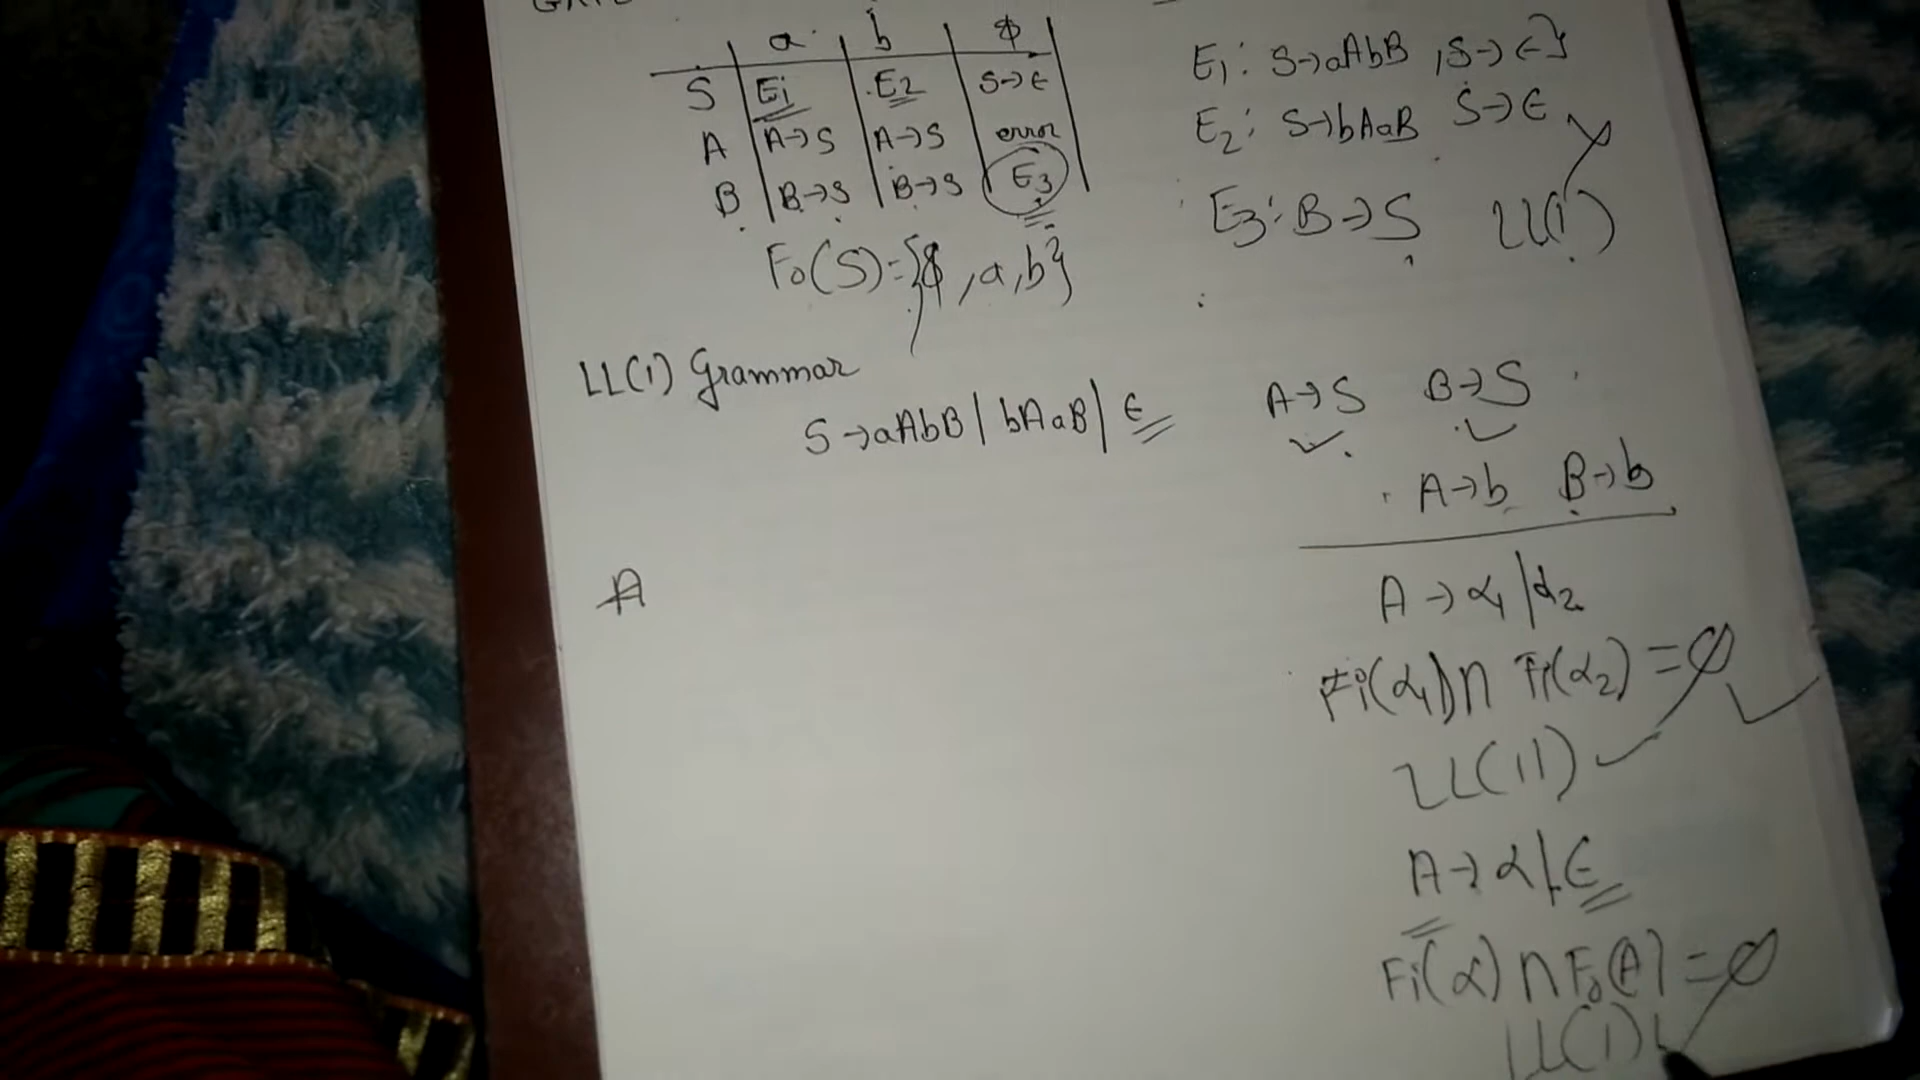 a b $
S E1 E2 S→ϵ
A A→S A→S error
B B→S B→S E3
Fo(S)={$,a,b}
E1: S→aAbB, S→ϵ}
E2: S→bAaB S→ϵ
E3: B→S LL(1)
LL(1) Grammar
S→aAbB | bAaB | ϵ A→S B→S
A→b B→b
A
A→α1|α2
Fi(α1)∩Fi(α2)=∅
LL(1)
A→α|ϵ
Fi(α)∩Fo(A)=∅
LL(1)